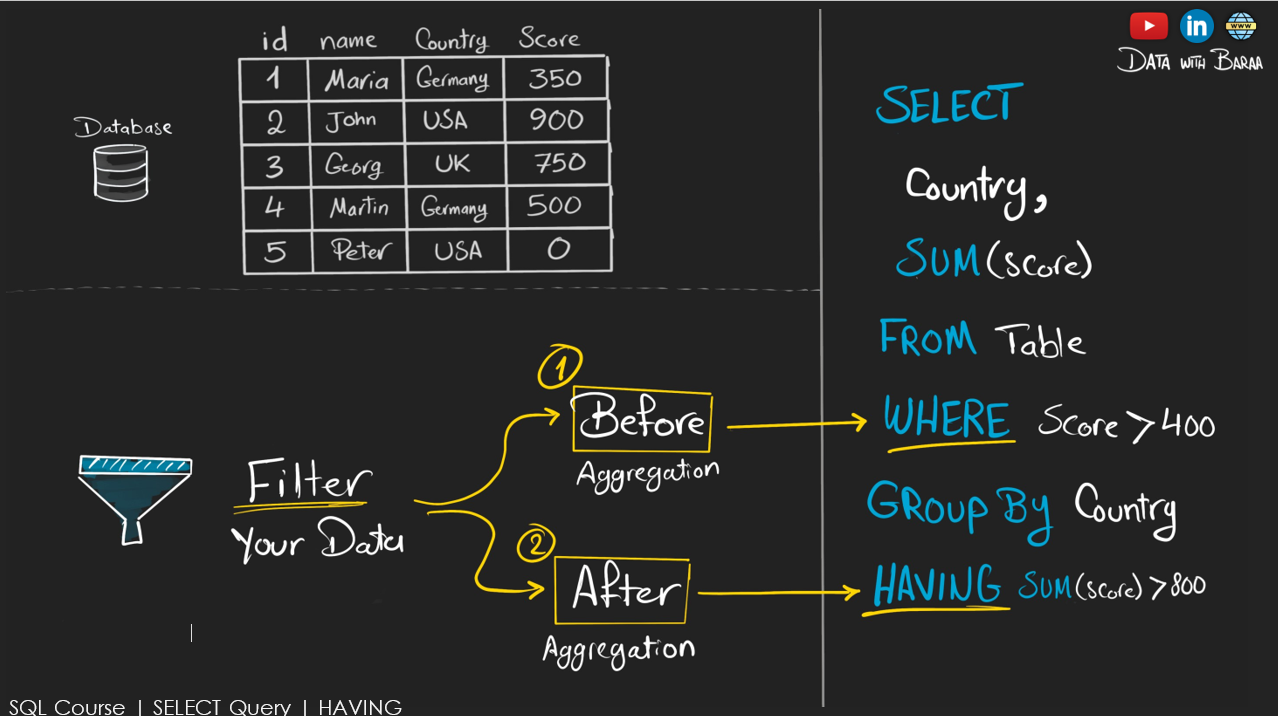 id name Country Score
1 Maria Germany 350
2 John USA 900
3 Georg UK 750
4 Martin Germany 500
5 Peter USA 0
Database
Filter
Your Data
1
Before
Aggregation
2
After
Aggregation
WWW
in
DATA WITH BARAA
SELECT
Country,
SUM(score)
FROM Table
WHERE Score > 400
GROUP BY Country
HAVING SUM(score) > 800
SQL Course | SELECT Query | HAVING